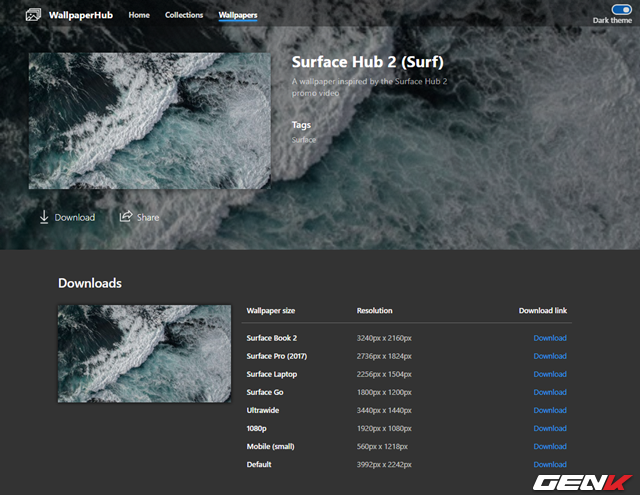 WallpaperHub Home Collections Wallpapers
Dark theme
Surface Hub 2 (Surf)
A wallpaper inspired by the Surface Hub 2
promo video
Tags
Surface
Download Share
Downloads
Wallpaper size Resolution Download link
Surface Book 2 3240px x 2160px Download
Surface Pro (2017) 2736px x 1824px Download
Surface Laptop 2256px x 1504px Download
Surface Go 1800px x 1200px Download
Ultrawide 3440px x 1440px Download
1080p 1920px x 1080px Download
Mobile (small) 560px x 1218px Download
Default 3992px x 2242px Download
GENK